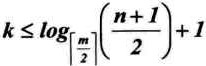 k ≤ log⌈m/2⌉((n+1)/2)+1